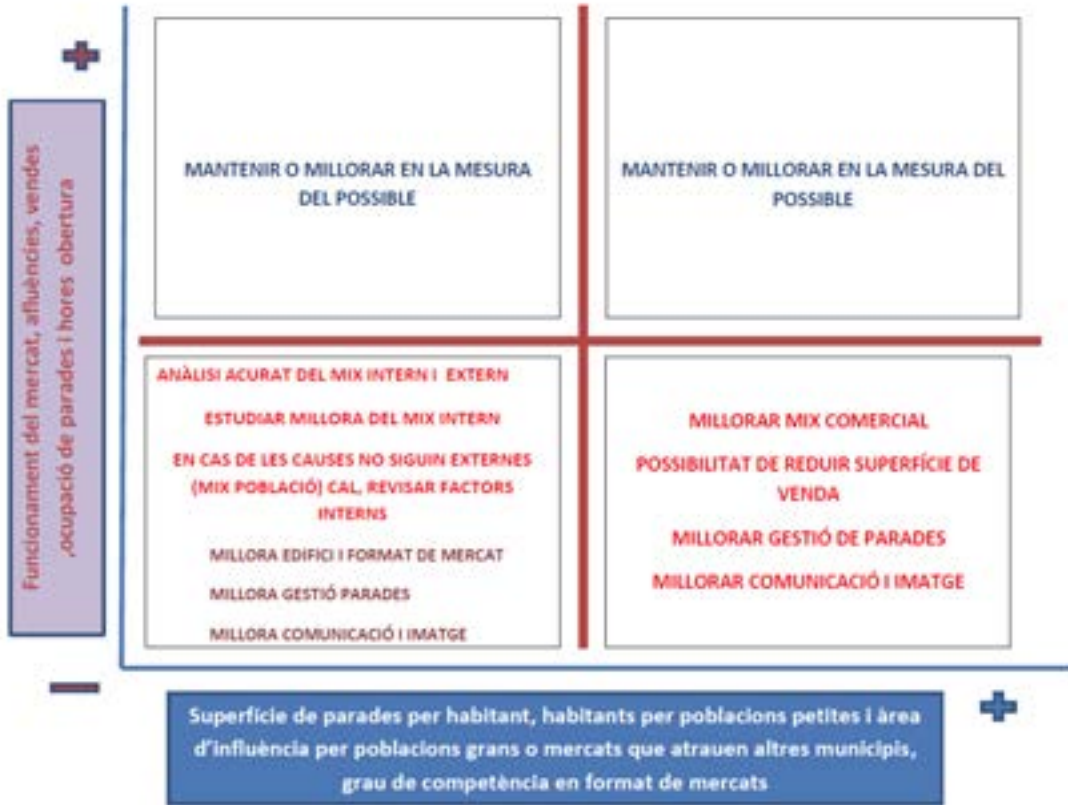 Funcionament del mercat, afluències, vendes
,ocupació de parades i hores obertura
MANTENIR O MILLORAR EN LA MESURA
DEL POSSIBLE
MANTENIR O MILLORAR EN LA MESURA DEL
POSSIBLE
ANÀLISI ACURAT DEL MIX INTERN I EXTERN
ESTUDIAR MILLORA DEL MIX INTERN
EN CAS DE LES CAUSES NO SIGUIN EXTERNES
(MIX POBLACIÓ) CAL, REVISAR FACTORS
INTERNS
MILLORA EDIFICI I FORMAT DE MERCAT
MILLORA GESTIÓ PARADES
MILLORA COMUNICACIÓ I IMATGE
MILLORAR MIX COMERCIAL
POSSIBILITAT DE REDUIR SUPERFÍCIE DE
VENDA
MILLORAR GESTIÓ DE PARADES
MILLORAR COMUNICACIÓ I IMATGE
Superfície de parades per habitant, habitants per poblacions petites i àrea
d'influència per poblacions grans o mercats que atrauen altres municipis,
grau de competència en format de mercats